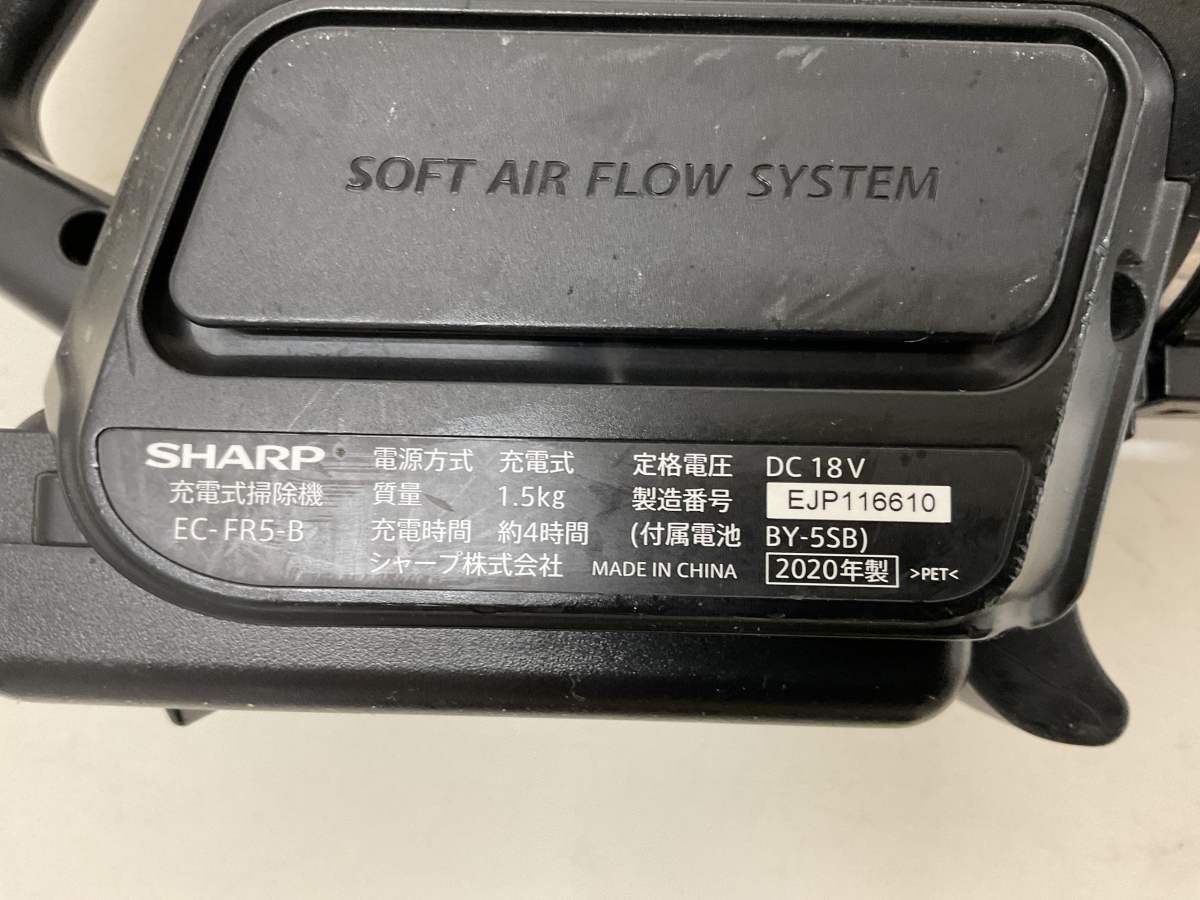 SOFT AIR FLOW SYSTEM
SHARP 電源方式 充電式 定格電圧 DC 18V
充電式掃除機 質量 1.5kg 製造番号 EJP116610
EC-FR5-B 充電時間 約4時間 (付属電池 BY-5SB)
シャープ株式会社 MADE IN CHINA 2020年製 >PET<